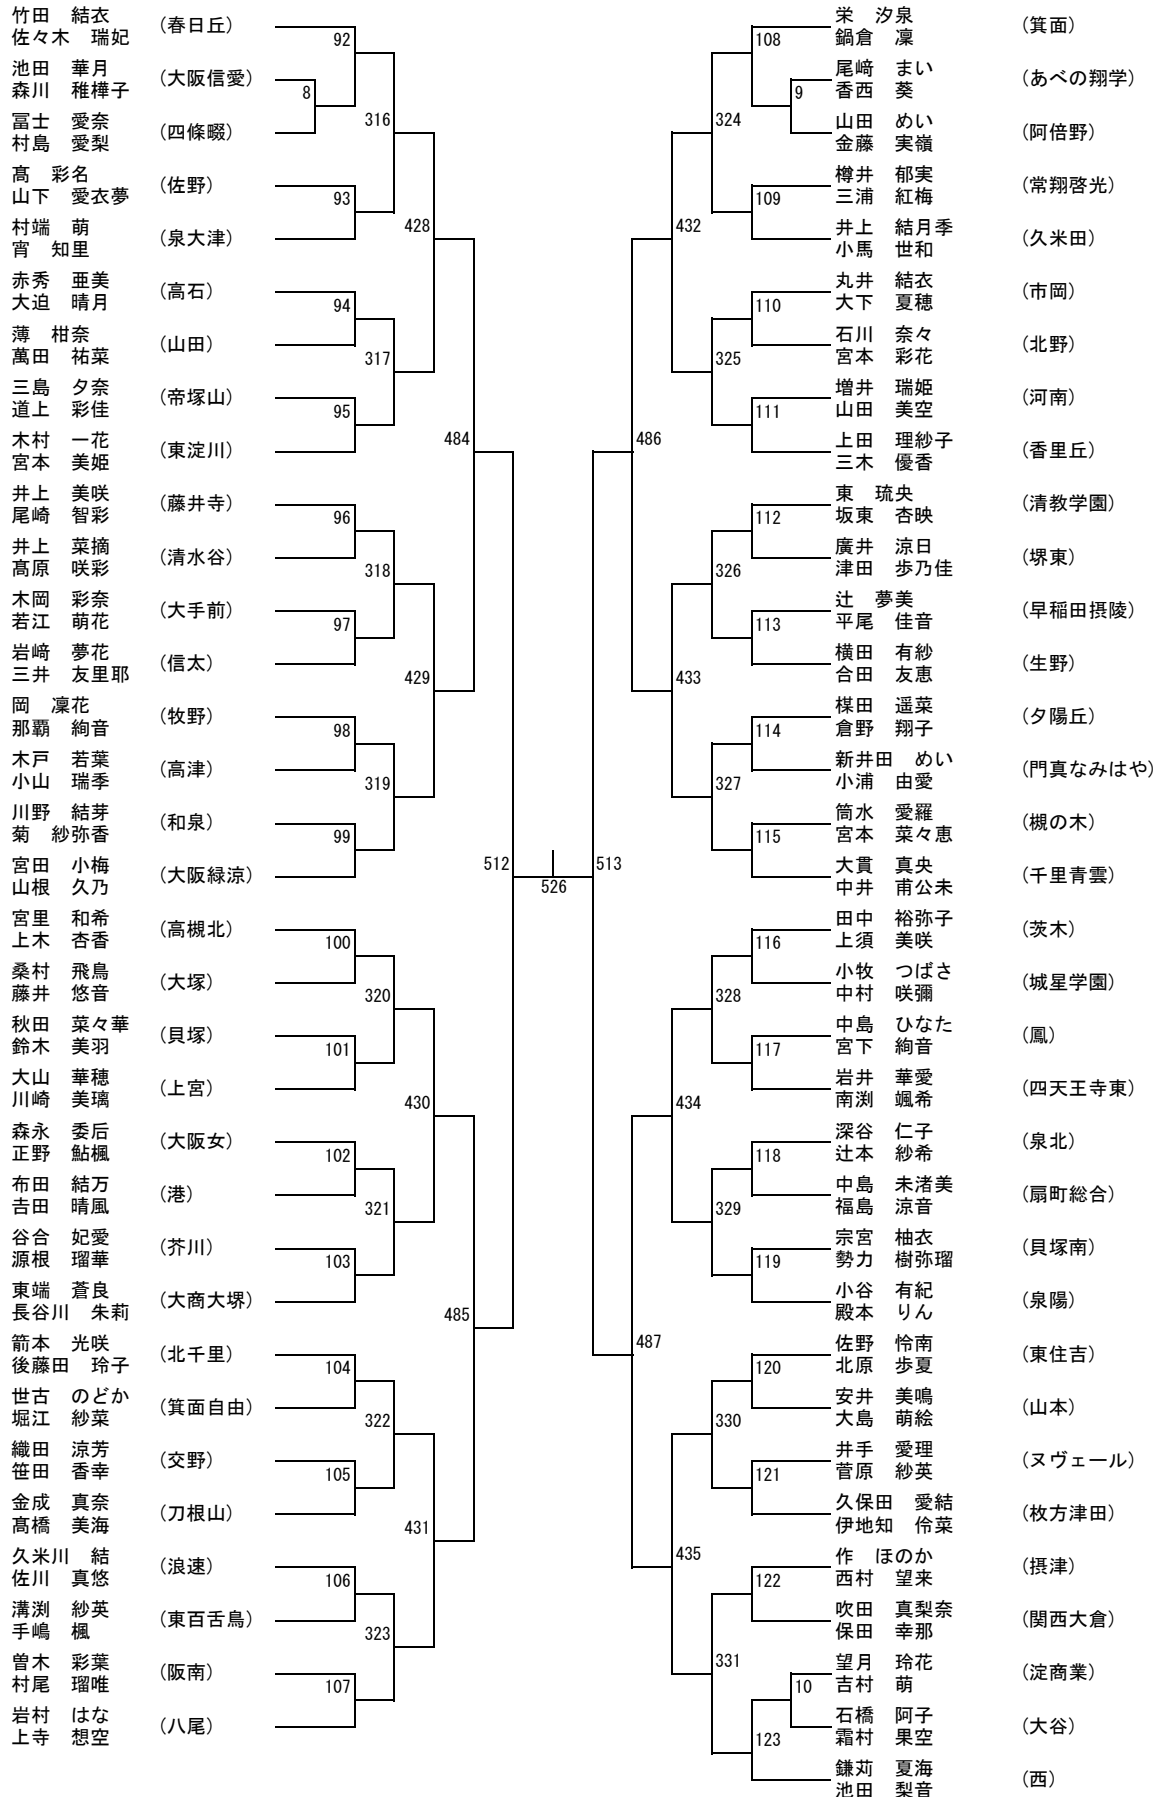 竹田　結衣
佐々木　瑞妃
（春日丘）
池田　華月
森川　稚樺子
（大阪信愛）
冨士　愛奈
村島　愛梨
（四條畷）
髙　彩名
山下　愛衣夢
（佐野）
村端　萌
宵　知里
（泉大津）
赤秀　亜美
大迫　晴月
（高石）
薄　柑奈
萬田　祐菜
（山田）
三島　夕奈
道上　彩佳
（帝塚山）
木村　一花
宮本　美姫
（東淀川）
井上　美咲
尾崎　智彩
（藤井寺）
井上　菜摘
髙原　咲彩
（清水谷）
木岡　彩奈
若江　萌花
（大手前）
岩﨑　夢花
三井　友里耶
（信太）
岡　凜花
那覇　絢音
（牧野）
木戸　若葉
小山　瑞季
（高津）
川野　結芽
菊　紗弥香
（和泉）
宮田　小梅
山根　久乃
（大阪緑涼）
宮里　和希
上木　杏香
（高槻北）
桑村　飛鳥
藤井　悠音
（大塚）
秋田　菜々華
鈴木　美羽
（貝塚）
大山　華穂
川崎　美璃
（上宮）
森永　委后
正野　鮎楓
（大阪女）
布田　結万
𠮷田　晴風
（港）
谷合　妃愛
源根　瑠華
（芥川）
東端　蒼良
長谷川　朱莉
（大商大堺）
箭本　光咲
後藤田　玲子
（北千里）
世古　のどか
堀江　紗菜
（箕面自由）
織田　涼芳
笹田　香幸
（交野）
金成　真奈
髙橋　美海
（刀根山）
久米川　結
佐川　真悠
（浪速）
溝渕　紗英
手嶋　楓
（東百舌鳥）
曽木　彩葉
村尾　瑠唯
（阪南）
岩村　はな
上寺　想空
（八尾）
92
8
316
93
428
94
317
95
484
96
318
97
429
98
319
99
512
100
320
101
430
102
321
103
485
104
322
105
431
106
323
107
526
513
108
9
324
109
432
110
325
111
486
112
326
113
433
114
327
115
116
328
117
434
118
329
119
487
120
330
121
435
122
331
10
123
栄　汐泉
鍋倉　凜
（箕面）
尾﨑　まい
香西　葵
（あべの翔学）
山田　めい
金藤　実嶺
（阿倍野）
樽井　郁実
三浦　紅梅
（常翔啓光）
井上　結月季
小馬　世和
（久米田）
丸井　結衣
大下　夏穂
（市岡）
石川　奈々
宮本　彩花
（北野）
増井　瑞姫
山田　美空
（河南）
上田　理紗子
三木　優香
（香里丘）
東　琉央
坂東　杏映
（清教学園）
廣井　涼日
津田　歩乃佳
（堺東）
辻　夢美
平尾　佳音
（早稲田摂陵）
横田　有紗
合田　友恵
（生野）
楳田　遥菜
倉野　翔子
（夕陽丘）
新井田　めい
小浦　由愛
（門真なみはや）
筒水　愛羅
宮本　菜々恵
（槻の木）
大貫　真央
中井　甫公未
（千里青雲）
田中　裕弥子
上須　美咲
（茨木）
小牧　つばさ
中村　咲彌
（城星学園）
中島　ひなた
宮下　絢音
（鳳）
岩井　華愛
南渕　颯希
（四天王寺東）
深谷　仁子
辻本　紗希
（泉北）
中島　未渚美
福島　涼音
（扇町総合）
宗宮　柚衣
勢力　樹弥瑠
（貝塚南）
小谷　有紀
殿本　りん
（泉陽）
佐野　怜南
北原　歩夏
（東住吉）
安井　美鳴
大島　萌絵
（山本）
井手　愛理
菅原　紗英
（ヌヴェール）
久保田　愛結
伊地知　伶菜
（枚方津田）
作　ほのか
西村　望来
（摂津）
吹田　真梨奈
保田　幸那
（関西大倉）
望月　玲花
吉村　萌
（淀商業）
石橋　阿子
霜村　果空
（大谷）
鎌苅　夏海
池田　梨音
（西）